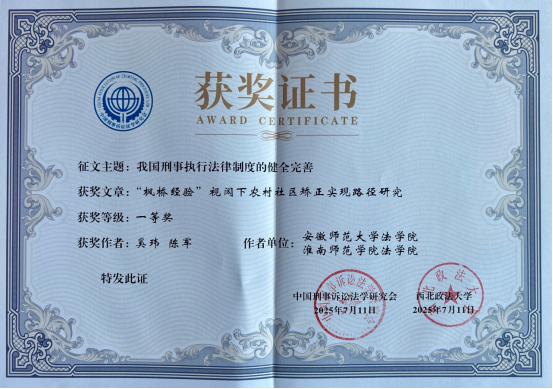 获奖证书
AWARD CERTIFICATE
征文主题：我国刑事执行法律制度的健全完善
获奖文章：“枫桥经验”视阈下农村社区矫正实现路径研究
获奖等级：一等奖
获奖作者：奚玮 陈军 作者单位：安徽师范大学法学院
淮南师范学院法学院
特发此证
中国刑事诉讼法学研究会 西北政法大学
2025年7月11日 2025年7月11日